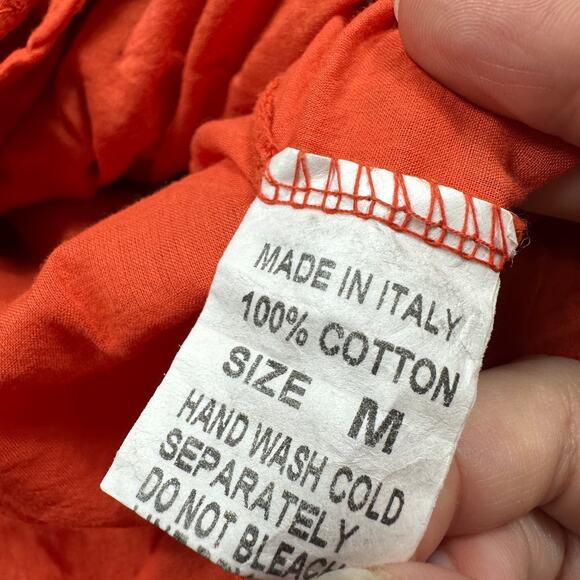 MADE IN ITALY
100% COTTON
SIZE M
HAND WASH COLD
SEPARATELY
DO NOT BLEACH